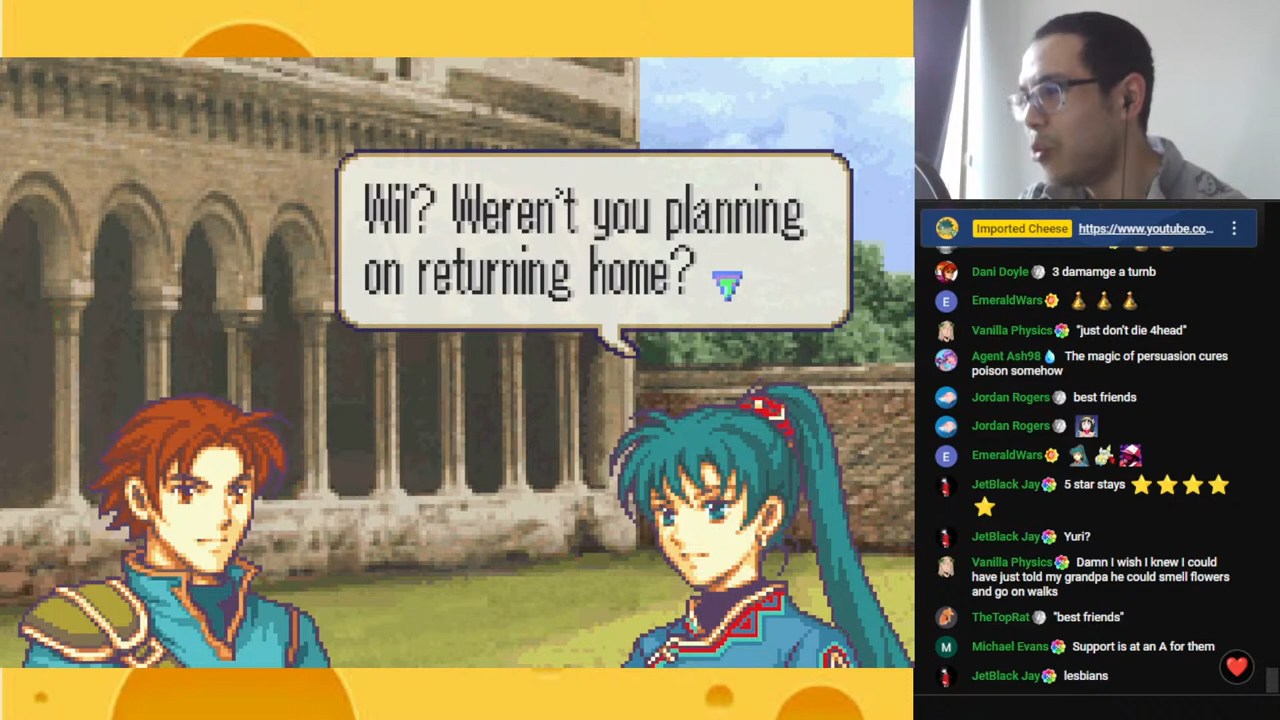 Wil? Weren't you planning
on returning home?
Imported Cheese https://www.youtube.co...
Dani Doyle 3 damamge a turnb
EmeraldWars
Vanilla Physics "just don't die 4head"
Agent Ash98 The magic of persuasion cures
poison somehow
Jordan Rogers best friends
Jordan Rogers
EmeraldWars
JetBlack Jay 5 star stays
JetBlack Jay Yuri?
Vanilla Physics Damn I wish I knew I could
have just told my grandpa he could smell flowers
and go on walks
TheTopRat "best friends"
Michael Evans Support is at an A for them
JetBlack Jay lesbians
E
E
M